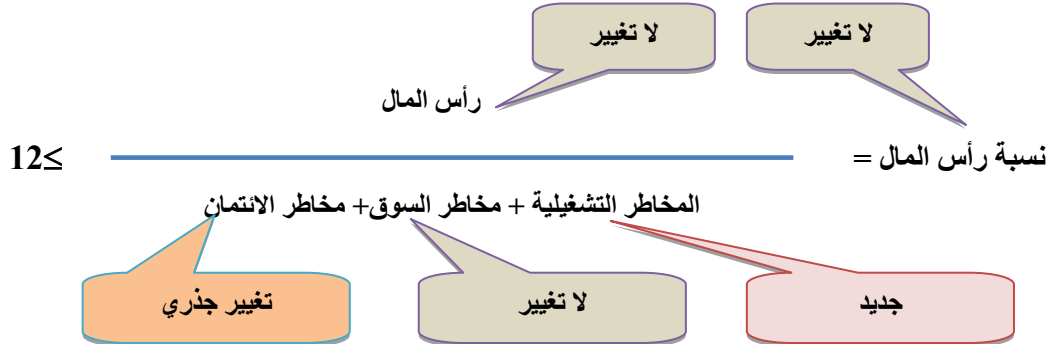 لا تغيير
لا تغيير
رأس المال
نسبة رأس المال =
12≤
المخاطر التشغيلية + مخاطر السوق+ مخاطر الائتمان
جديد
لا تغيير
تغيير جذري